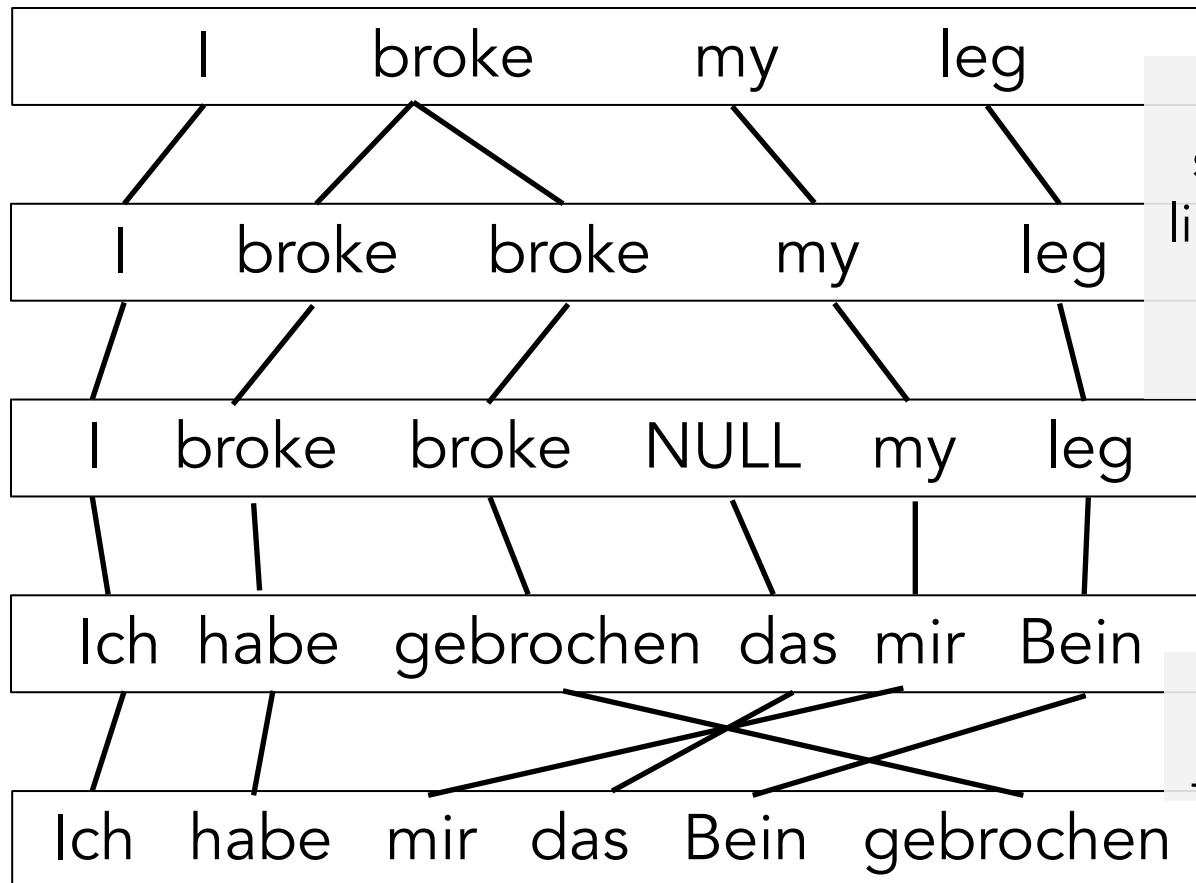 I broke my leg
I broke broke my leg
I broke broke NULL my leg
Ich habe gebrochen das mir Bein
Ich habe mir das Bein gebrochen